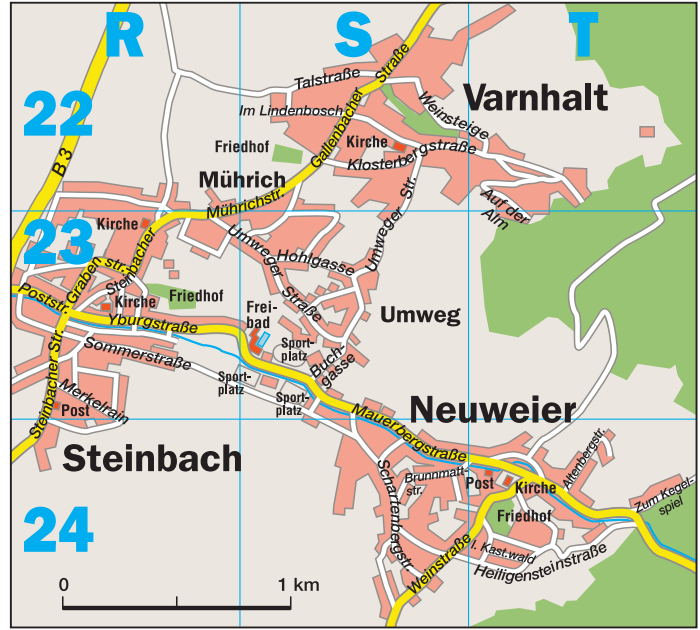 R
S
T
22
23
24
B 3
Talstraße
Gallenbacher Straße
Weinsteige
Varnhalt
Im Lindenbosch
Kirche
Friedhof
Klosterbergstraße
Mührich
Mührichstr.
Auf der
Alm
Kirche
Umweger Str.
Umweger Straße
Hohlgasse
Steinbacher
Grabenstr.
Poststr.
Kirche
Friedhof
Yburgstraße
Frei-
bad
Umweg
Sport-
platz
Buch-
gasse
Sommerstraße
Steinbacher Str.
Sport-
platz
Sport-
platz
Merkelrain
Post
Neuweier
Mauerbergstraße
Steinbach
Altenbergstr.
Schartenbergstr.
Brunnmatt-
str.
Post
Kirche
Zum Kegel-
spiel
Friedhof
I. Kast.wald
Weinstraße
Heiligensteinstraße
0
1 km